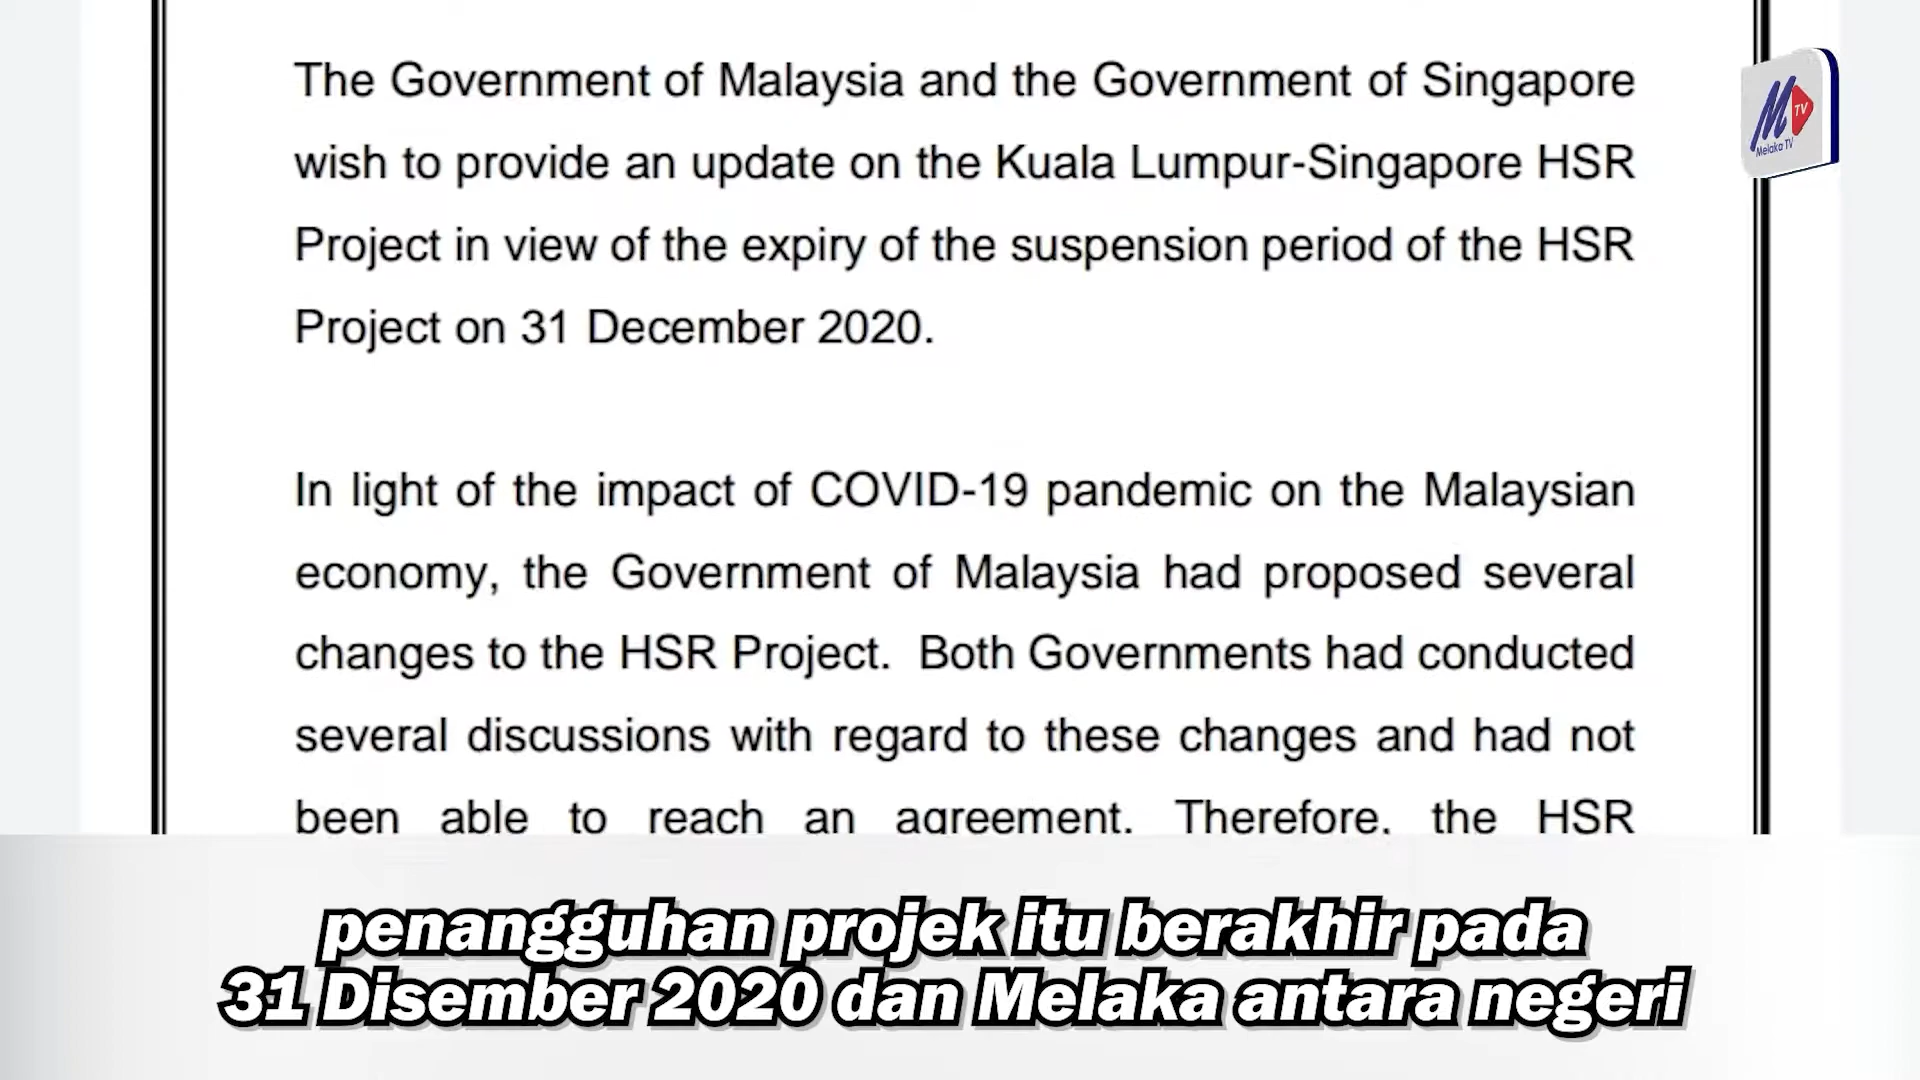 The Government of Malaysia and the Government of Singapore
wish to provide an update on the Kuala Lumpur-Singapore HSR
Project in view of the expiry of the suspension period of the HSR
Project on 31 December 2020.
In light of the impact of COVID-19 pandemic on the Malaysian
economy, the Government of Malaysia had proposed several
changes to the HSR Project. Both Governments had conducted
several discussions with regard to these changes and had not
been able to reach an agreement. Therefore, the HSR
M TV
Melaka TV
penangguhan projek itu berakhir pada
31 Disember 2020 dan Melaka antara negeri